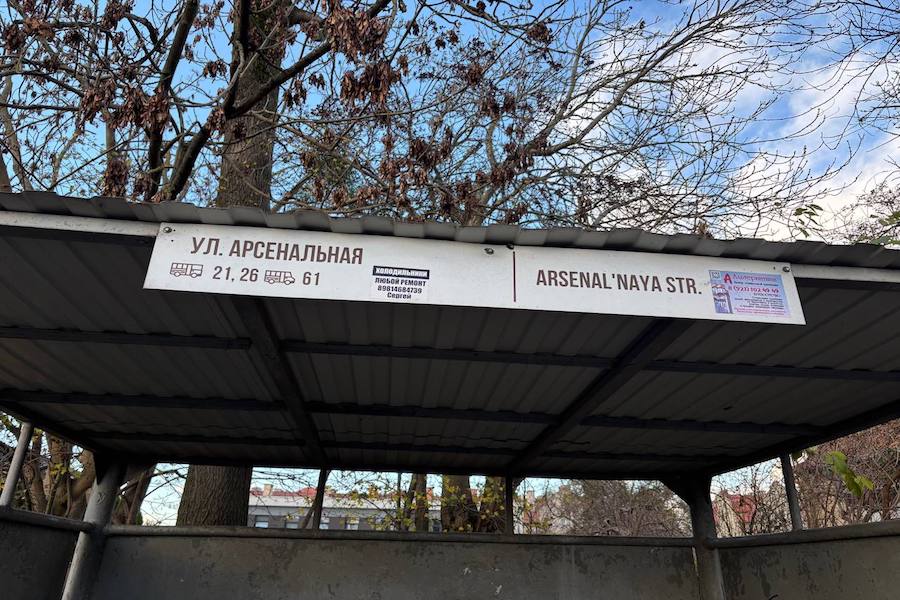 УЛ. АРСЕНАЛЬНАЯ
21, 26 61
ХОЛОДИЛЬНИКИ
ЛЮБОЙ РЕМОНТ
89814684739
Сергей
ARSENAL'NAYA STR.